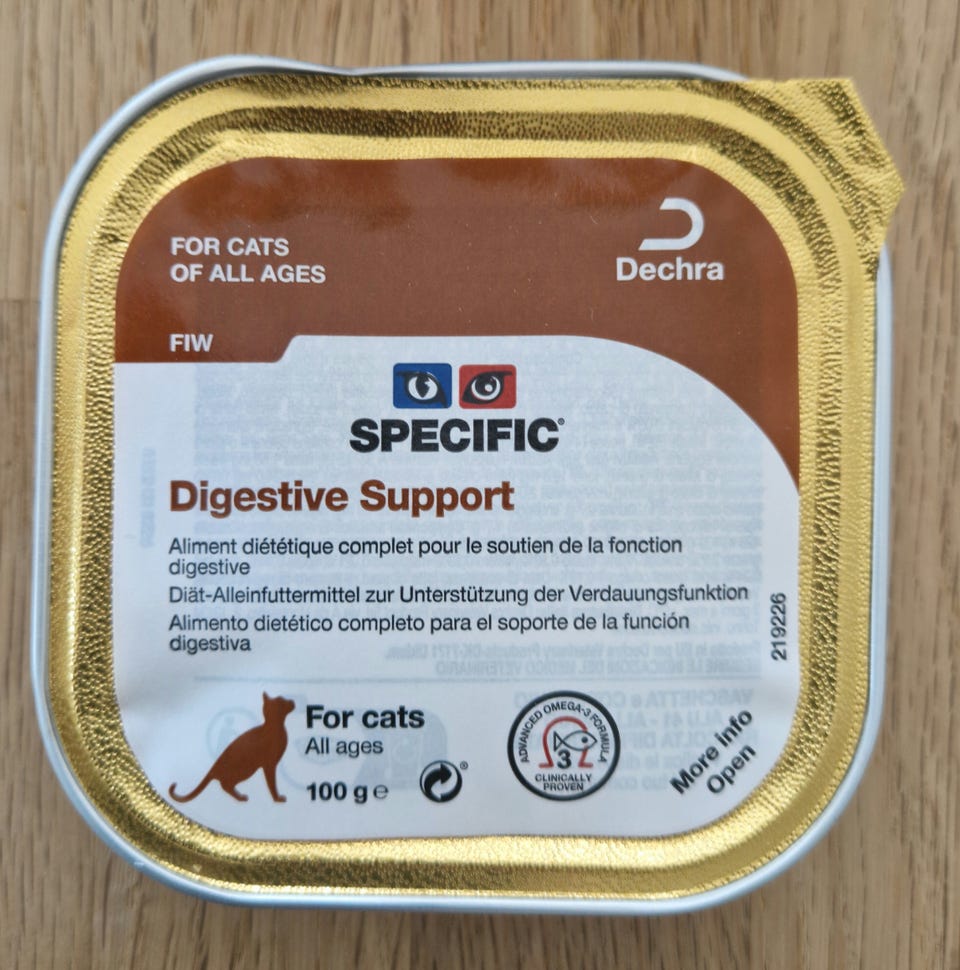 FOR CATS
OF ALL AGES
Dechra
FIW
SPECIFIC®
Digestive Support
Aliment diététique complet pour le soutien de la fonction
digestive
Diät-Alleinfuttermittel zur Unterstützung der Verdauungsfunktion
Alimento dietético completo para el soporte de la función
digestiva
219226
For cats
All ages
100 g ℮
®
ADVANCED OMEGA-3 FORMULA
3
CLINICALLY
PROVEN
More info
Open